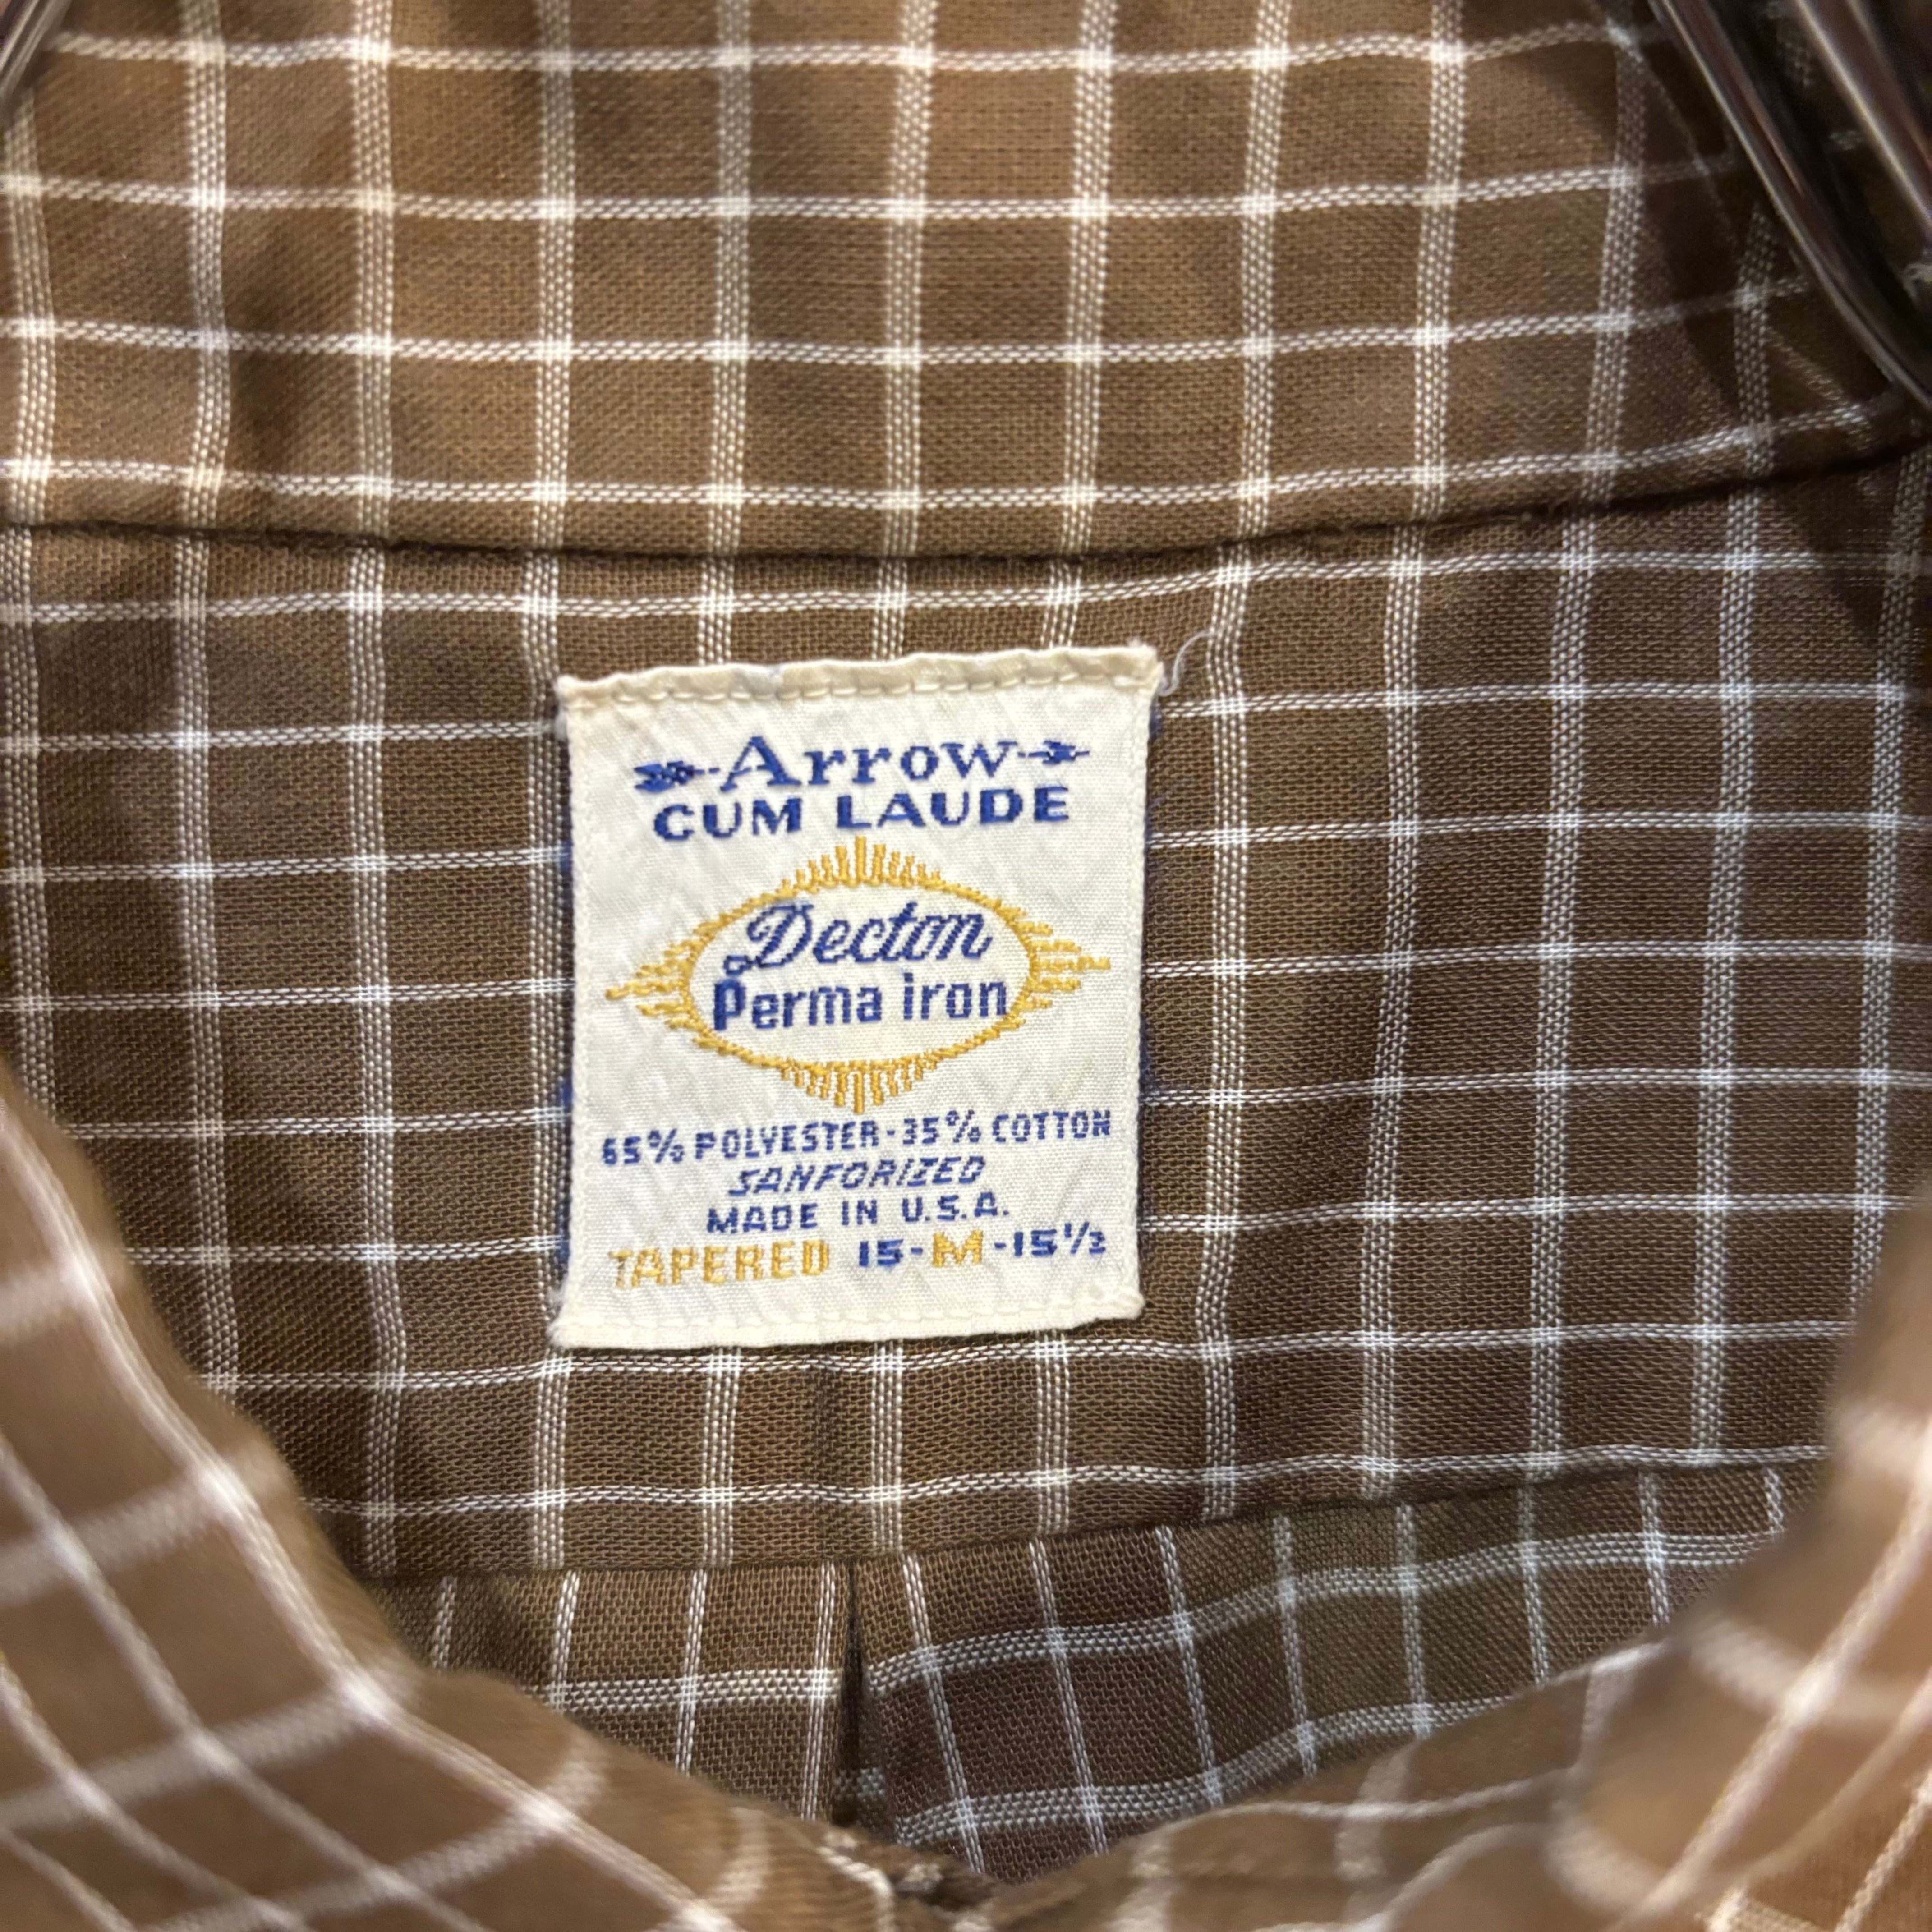 Arrow
CUM LAUDE
Decton
Perma iron
65% POLYESTER-35% COTTON
SANFORIZED
MADE IN U.S.A.
TAPERED 15-M-15½